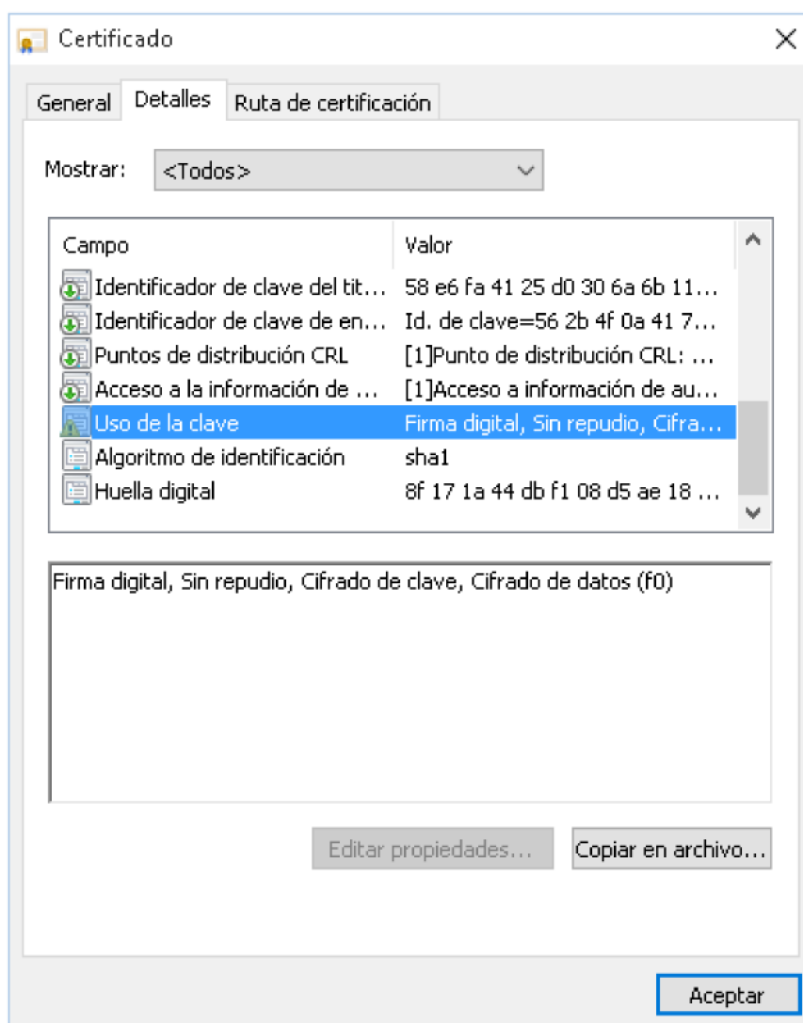 Certificado
General Detalles Ruta de certificación
Mostrar: <Todos>
Campo Valor
Identificador de clave del tit... 58 e6 fa 41 25 d0 30 6a 6b 11...
Identificador de clave de en... Id. de clave=56 2b 4f 0a 41 7...
Puntos de distribución CRL [1]Punto de distribución CRL: ...
Acceso a la información de ... [1]Acceso a información de au...
Uso de la clave Firma digital, Sin repudio, Cifra...
Algoritmo de identificación sha1
Huella digital 8f 17 1a 44 db f1 08 d5 ae 18 ...
Firma digital, Sin repudio, Cifrado de clave, Cifrado de datos (f0)
Editar propiedades... Copiar en archivo...
Aceptar